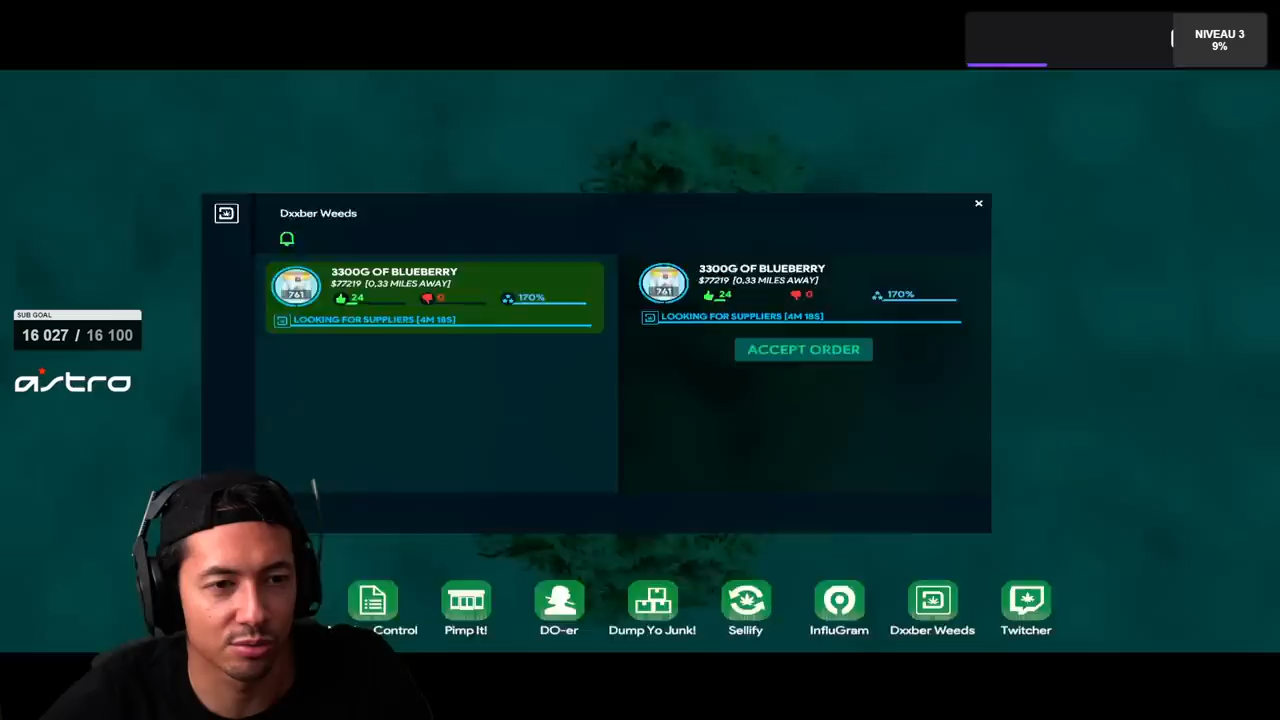 NIVEAU 3
9%
Dxxber Weeds
3300G OF BLUEBERRY
$77219 [0.33 MILES AWAY]
761
24
0
170%
LOOKING FOR SUPPLIERS [4M 18S]
3300G OF BLUEBERRY
$77219 [0.33 MILES AWAY]
761
24
0
170%
LOOKING FOR SUPPLIERS [4M 18S]
ACCEPT ORDER
SUB GOAL
16 027 / 16 100
astro
Control
Pimp It!
DO-er
Dump Yo Junk!
Sellify
InfluGram
Dxxber Weeds
Twitcher